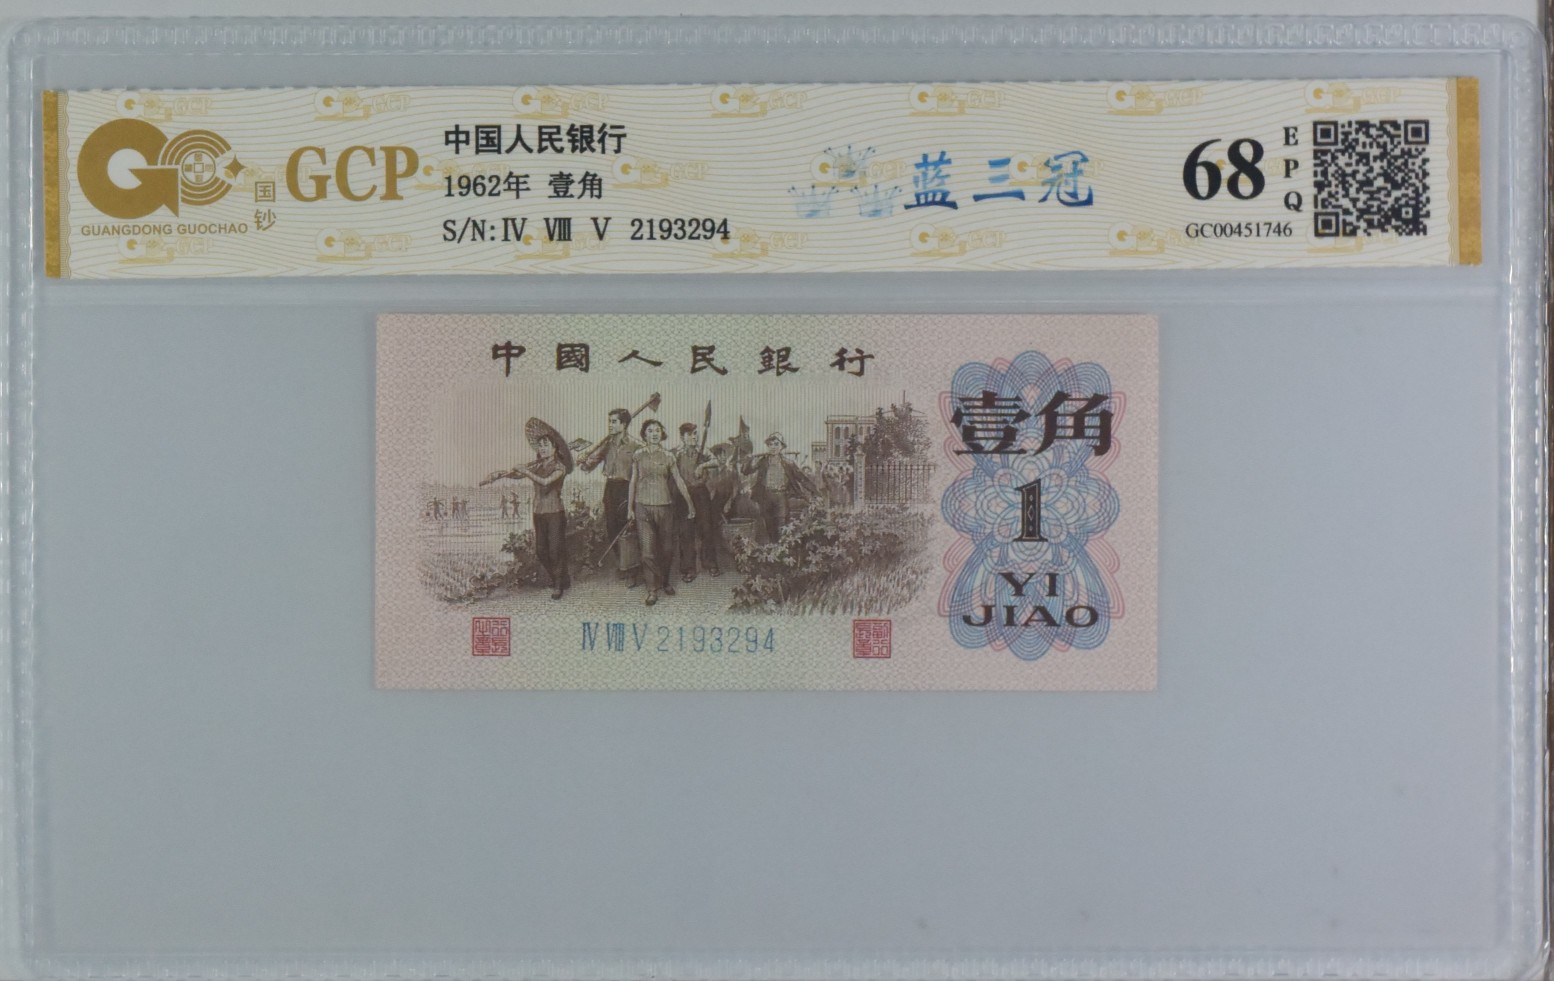 GCP
国钞
GUANGDONG GUOCHAO
中国人民银行
1962年 壹角
S/N:Ⅳ Ⅷ Ⅴ 2193294
蓝三冠
68
EPQ
GC00451746
中國人民銀行
壹角
1
YI
JIAO
Ⅳ Ⅷ Ⅴ 2193294